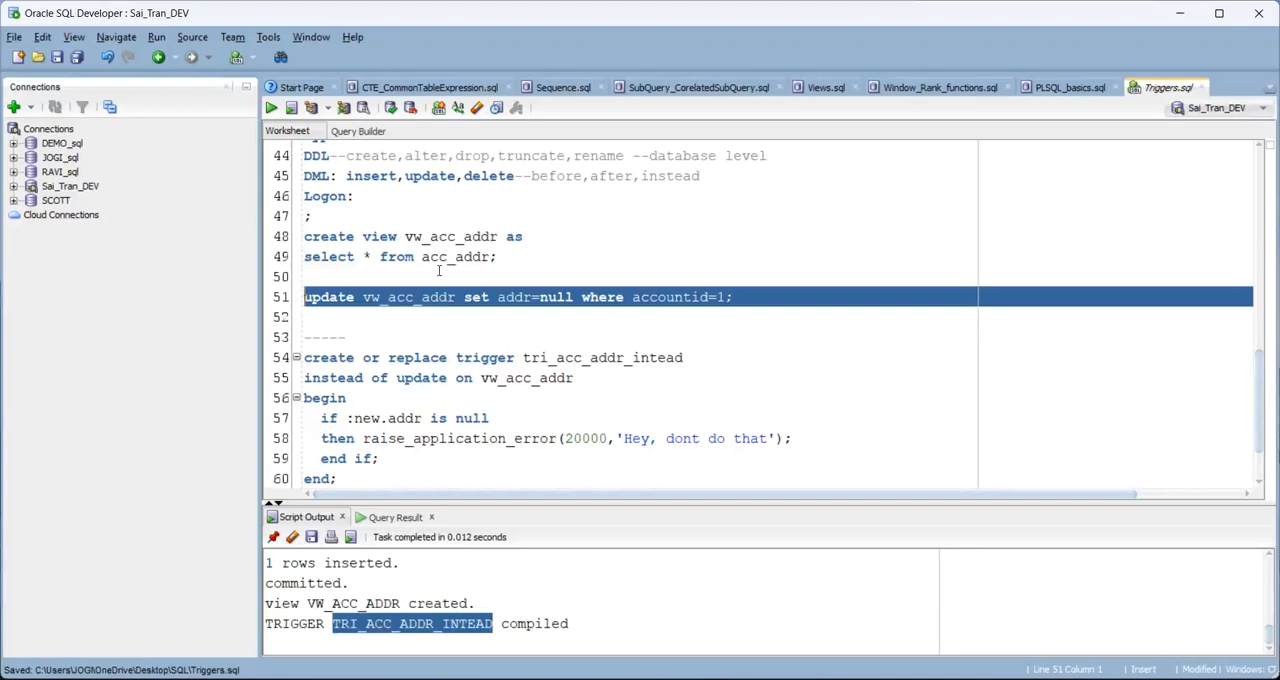 Oracle SQL Developer : Sai_Tran_DEV
File Edit View Navigate Run Source Team Tools Window Help
Connections
Start Page CTE_CommonTableExpression.sql Sequence.sql SubQuery_CorelatedSubQuery.sql Views.sql Window_Rank_functions.sql PLSQL_basics.sql Triggers.sql
Sai_Tran_DEV
Worksheet Query Builder
Connections
DEMO_sql
JOGI_sql
RAVI_sql
Sai_Tran_DEV
SCOTT
Cloud Connections
44 DDL--create,alter,drop,truncate,rename --database level
45 DML: insert,update,delete--before,after,instead
46 Logon:
47 ;
48 create view vw_acc_addr as
49 select * from acc_addr;
50
51 update vw_acc_addr set addr=null where accountid=1;
52
53 -----
54 create or replace trigger tri_acc_addr_intead
55 instead of update on vw_acc_addr
56 begin
57 if :new.addr is null
58 then raise_application_error(20000,'Hey, dont do that');
59 end if;
60 end;
Script Output Query Result
Task completed in 0.012 seconds
1 rows inserted.
committed.
view VW_ACC_ADDR created.
TRIGGER TRI_ACC_ADDR_INTEAD compiled
Saved: C:\Users\JOGI\OneDrive\Desktop\SQL\Triggers.sql
Line 51 Column 1 Insert Modified Windows: